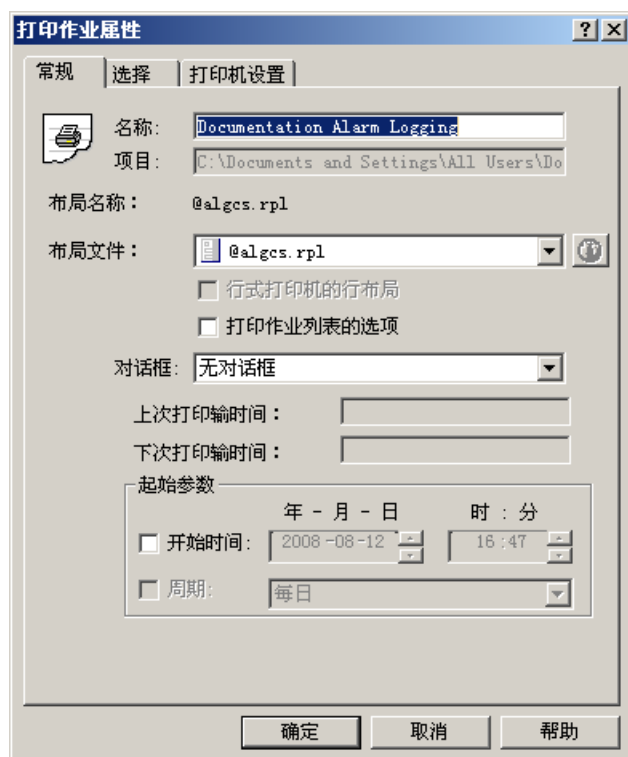 打印作业属性
常规 选择 打印机设置
名称: Documentation Alarm Logging
项目: C:\Documents and Settings\All Users\Do
布局名称: @algcs.rpl
布局文件: @algcs.rpl
行式打印机的行布局
打印作业列表的选项
对话框: 无对话框
上次打印输时间:
下次打印输时间:
起始参数
年 - 月 - 日 时 : 分
开始时间: 2008-08-12 16:47
周期: 每日
确定 取消 帮助